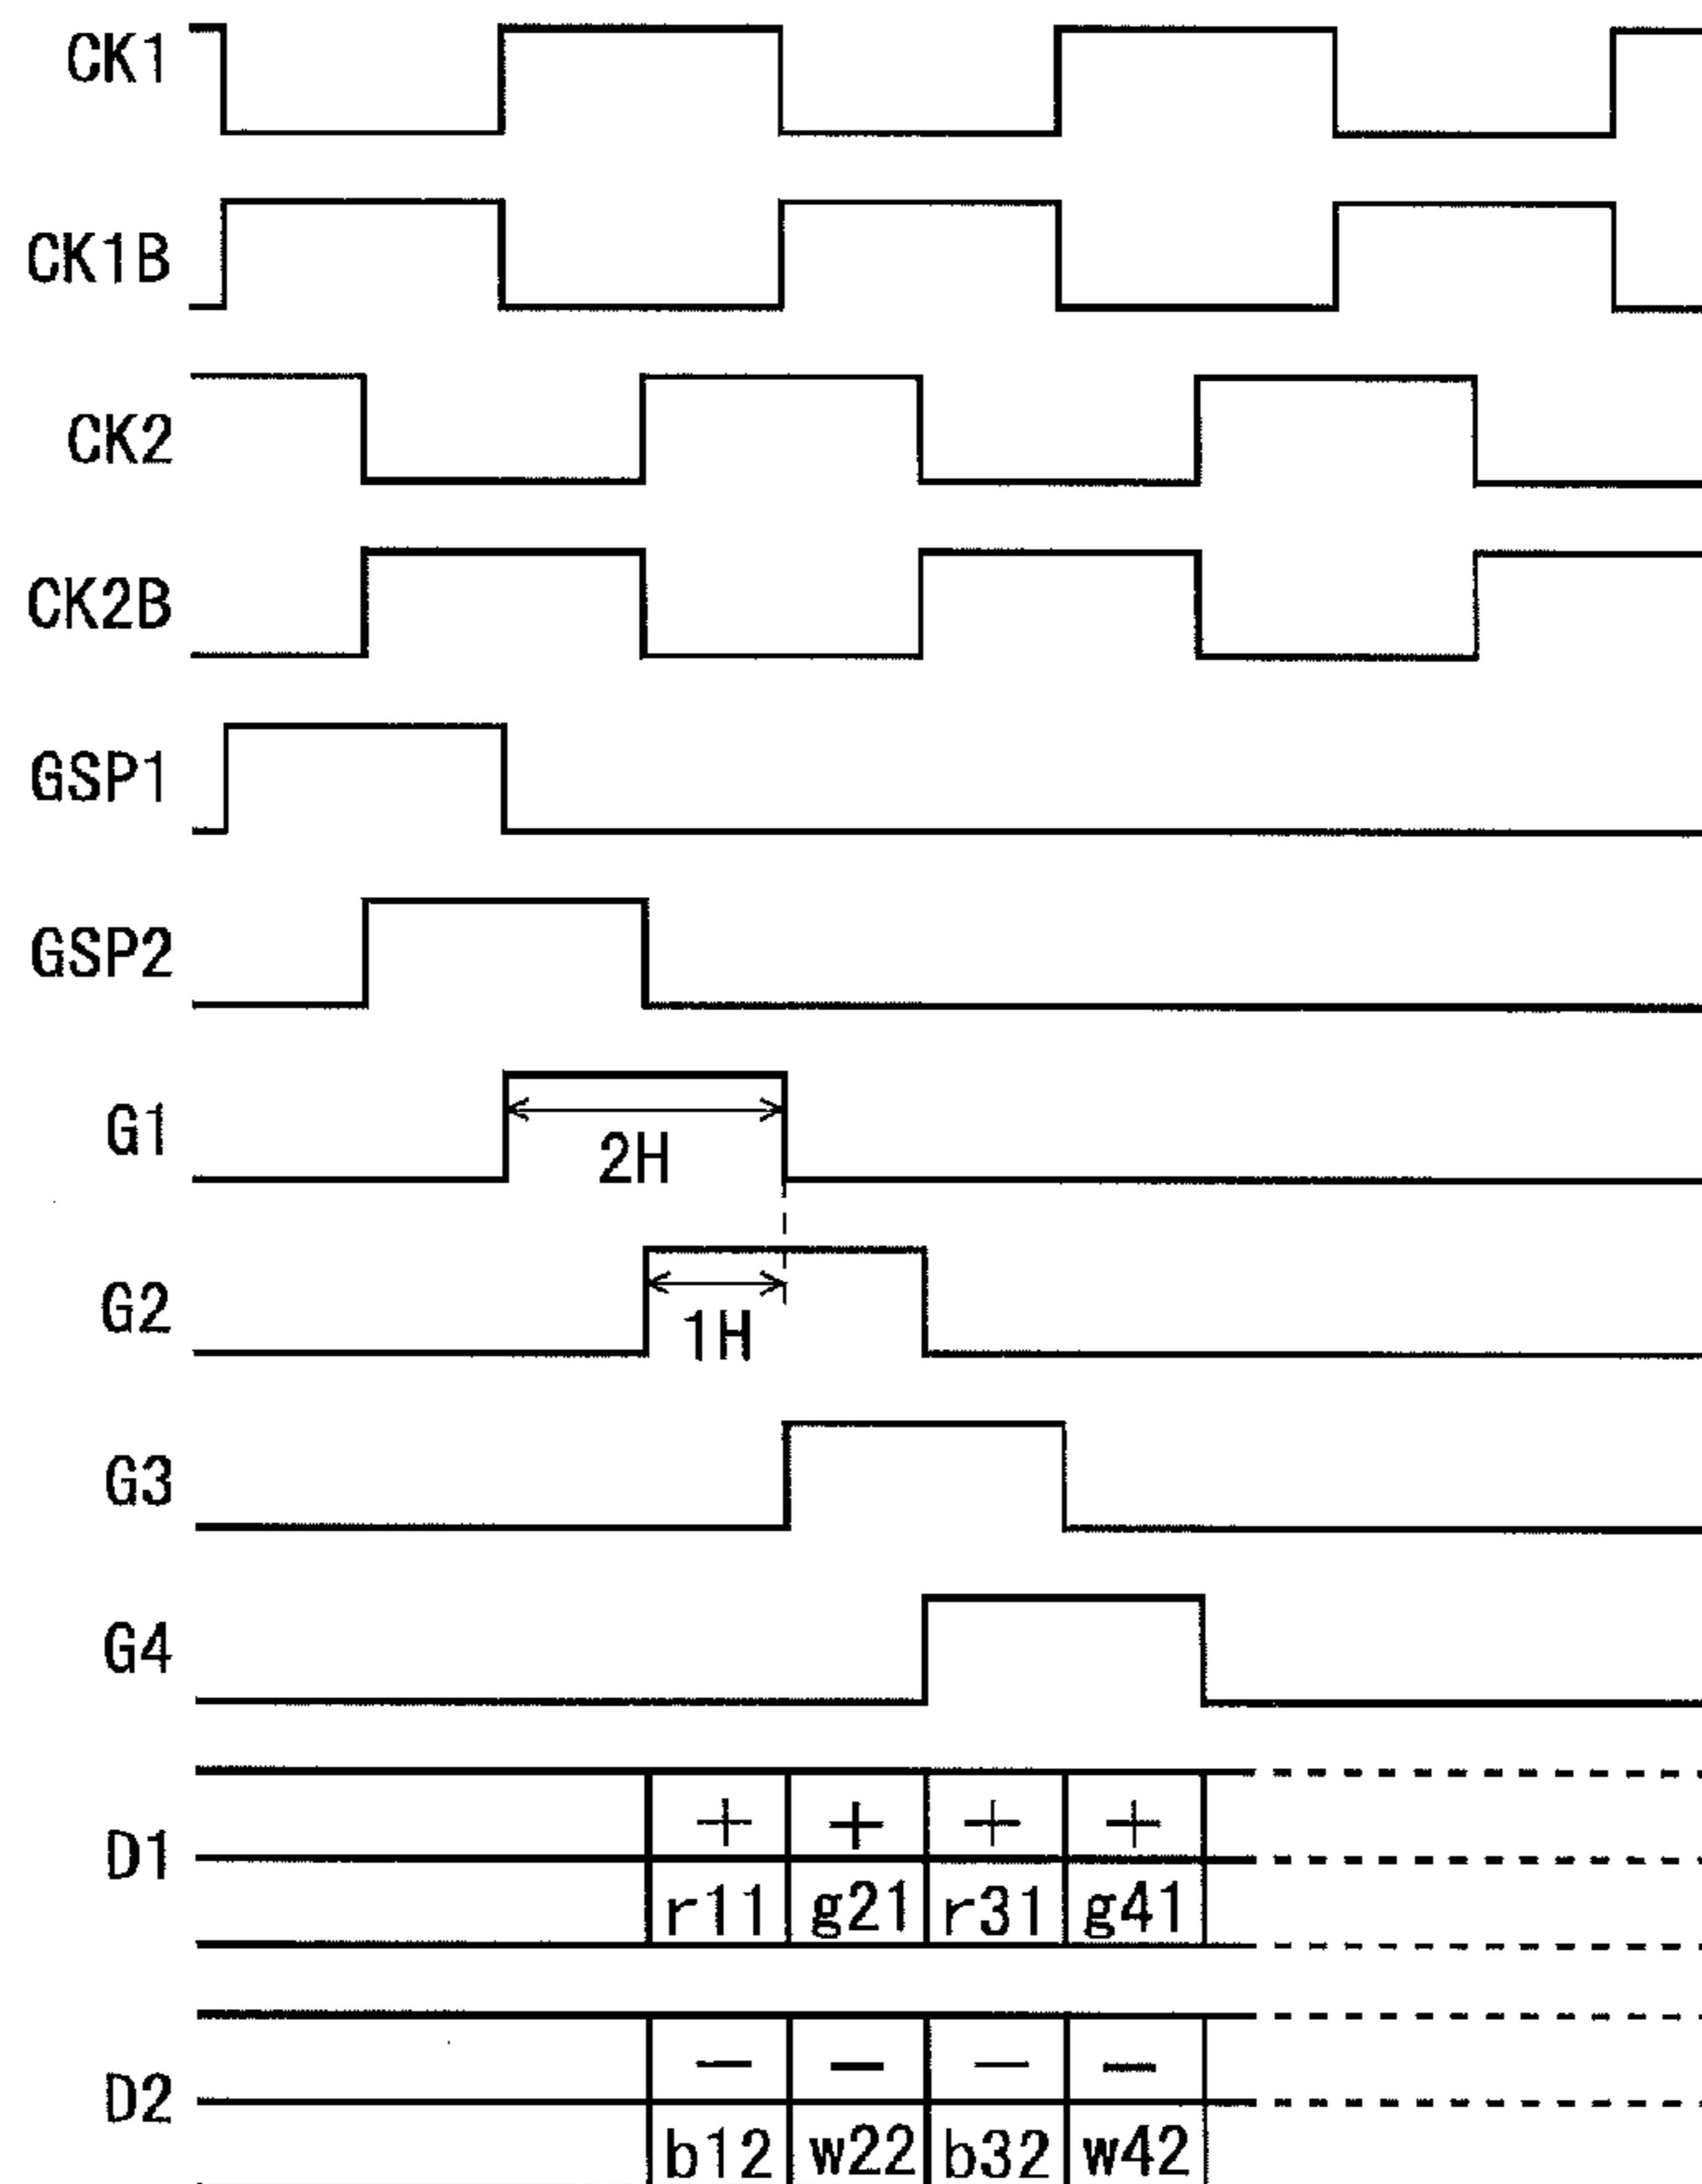 CK1
CK1B
CK2
CK2B
GSP1
GSP2
G1
2H
G2
1H
G3
G4
D1
+ + + +
r11 g21 r31 g41
D2
− − − −
b12 w22 b32 w42